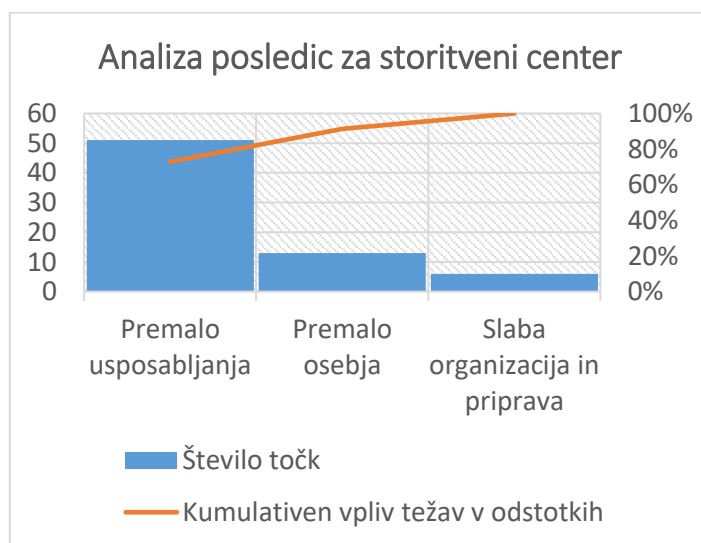 Analiza posledic za storitveni center
60
50
40
30
20
10
0
100%
80%
60%
40%
20%
0%
Premalo
usposabljanja
Premalo
osebja
Slaba
organizacija in
priprava
Število točk
Kumulativen vpliv težav v odstotkih